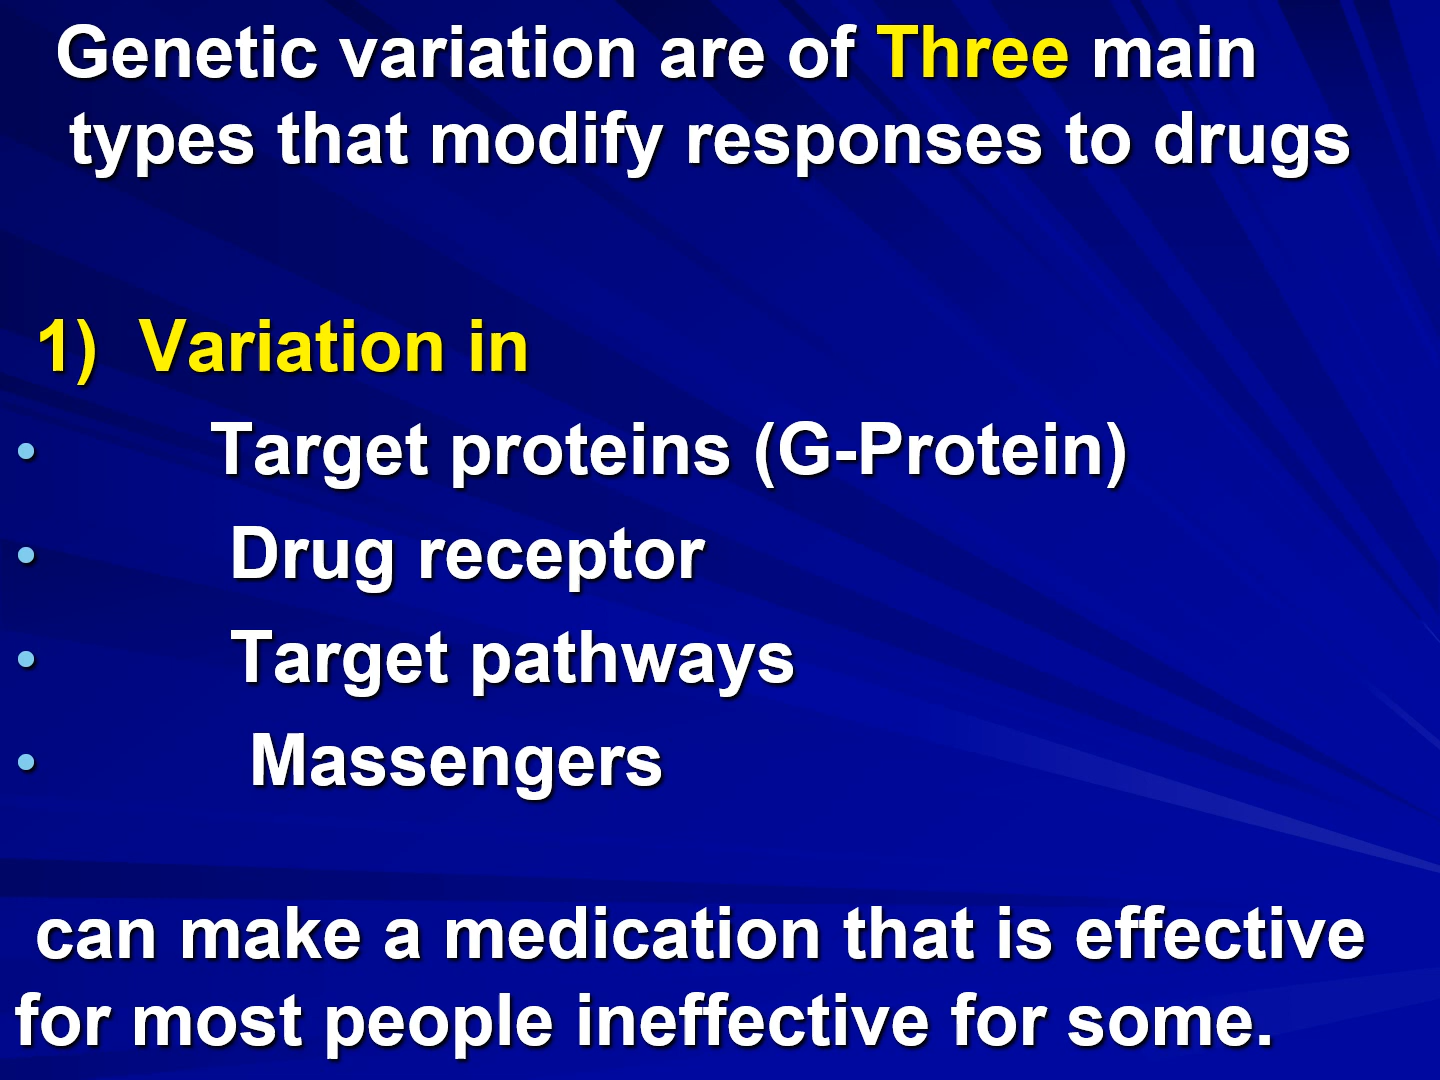 Genetic variation are of Three main
types that modify responses to drugs
1) Variation in
• Target proteins (G-Protein)
• Drug receptor
• Target pathways
• Massengers
can make a medication that is effective
for most people ineffective for some.